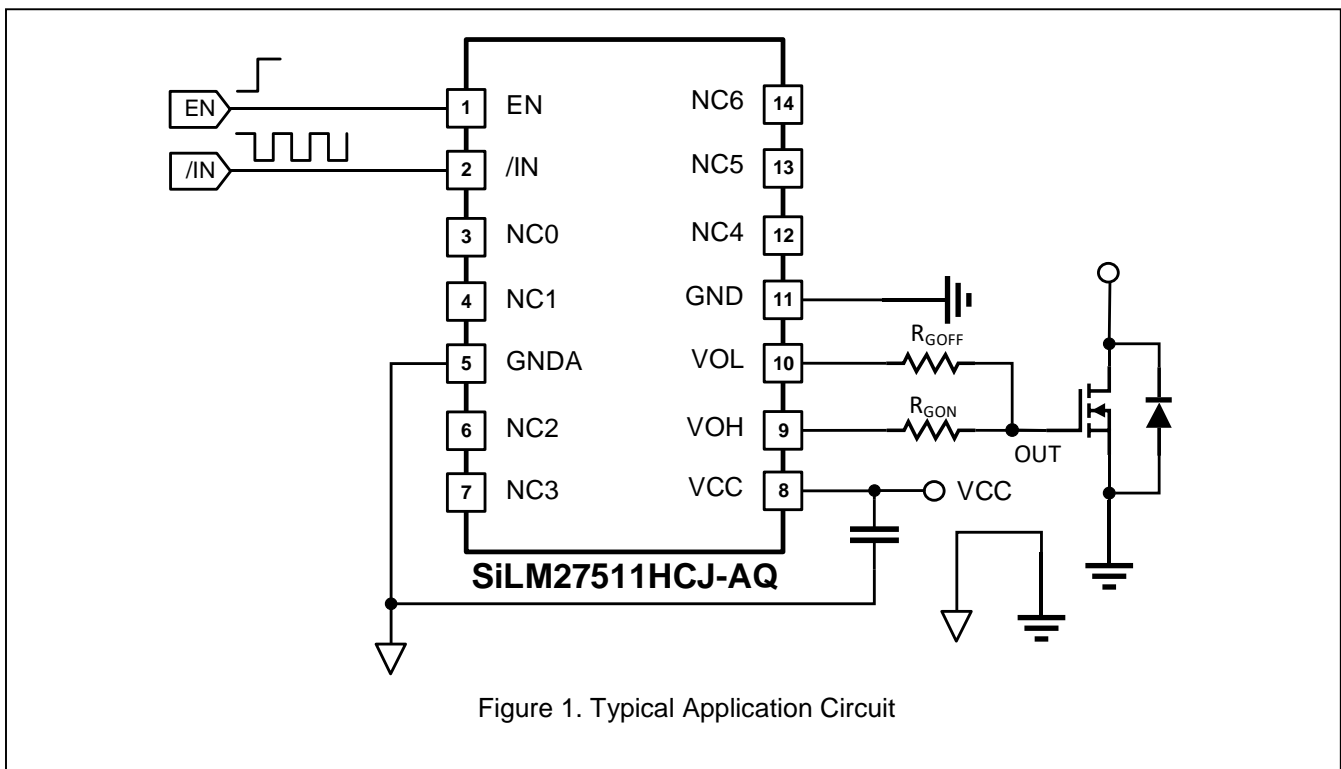 EN
1
EN
NC6
14
/IN
2
/IN
NC5
13
3
NC0
NC4
12
4
NC1
GND
11
5
GNDA
VOL
10
RGOFF
6
NC2
VOH
9
RGON
OUT
7
NC3
VCC
8
VCC
SiLM27511HCJ-AQ
Figure 1. Typical Application Circuit